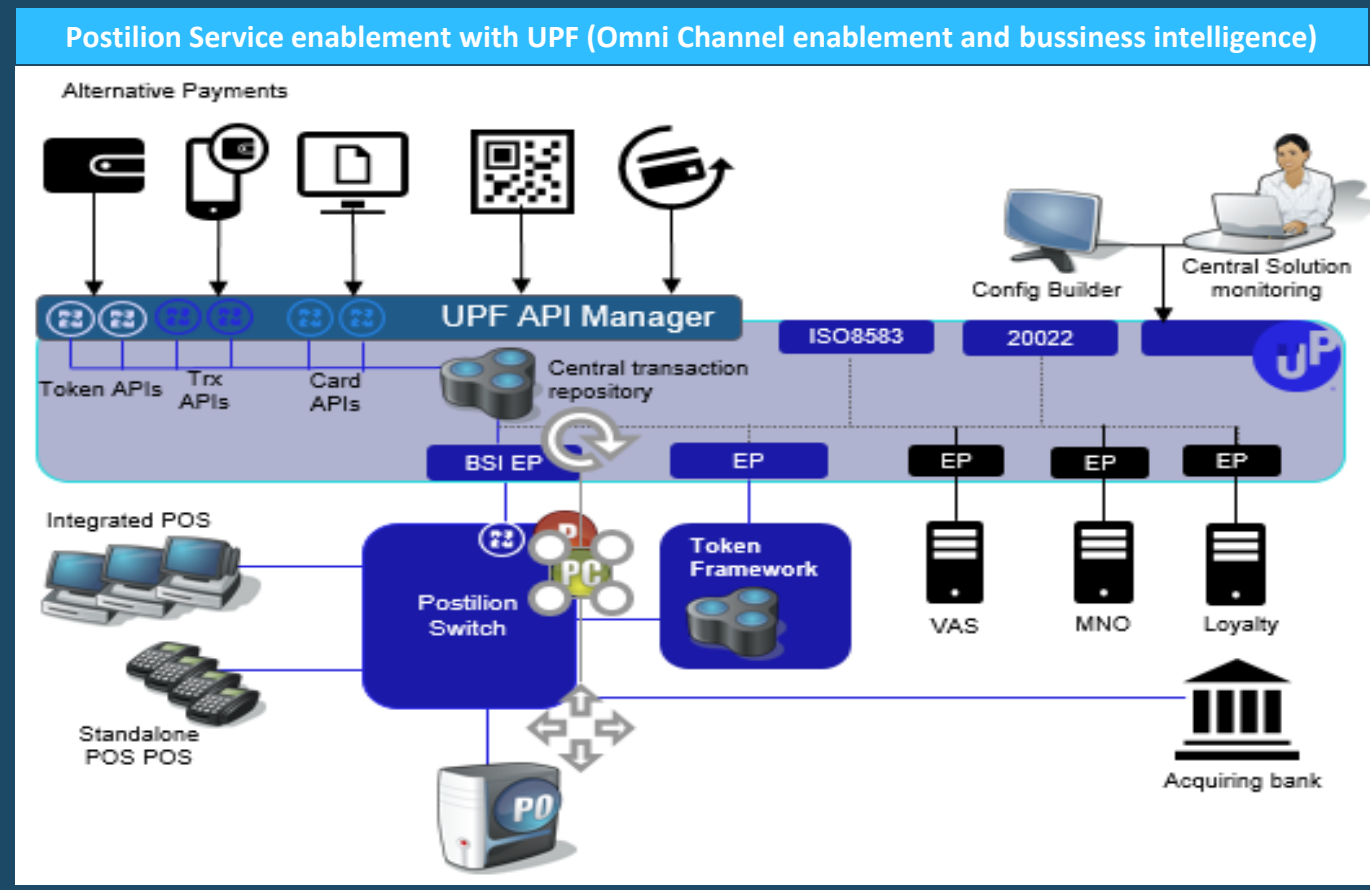 Postilion Service enablement with UPF (Omni Channel enablement and bussiness intelligence)
Alternative Payments
Config Builder
Central Solution
monitoring
UPF API Manager
ISO8583
20022
UP
Token APIs
Trx
APIs
Card
APIs
Central transaction
repository
BSI EP
EP
EP
EP
EP
Integrated POS
Postilion
Switch
PC
Token
Framework
VAS
MNO
Loyalty
Standalone
POS POS
PO
Acquiring bank